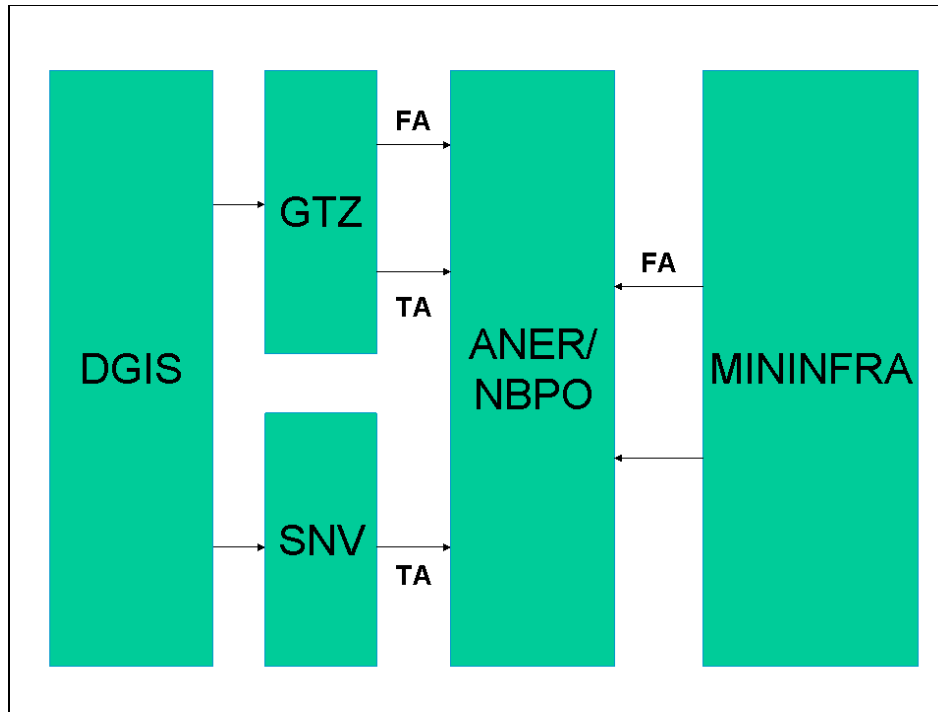 FA
GTZ
TA
FA
DGIS
ANER/
NBPO
MININFRA
SNV
TA